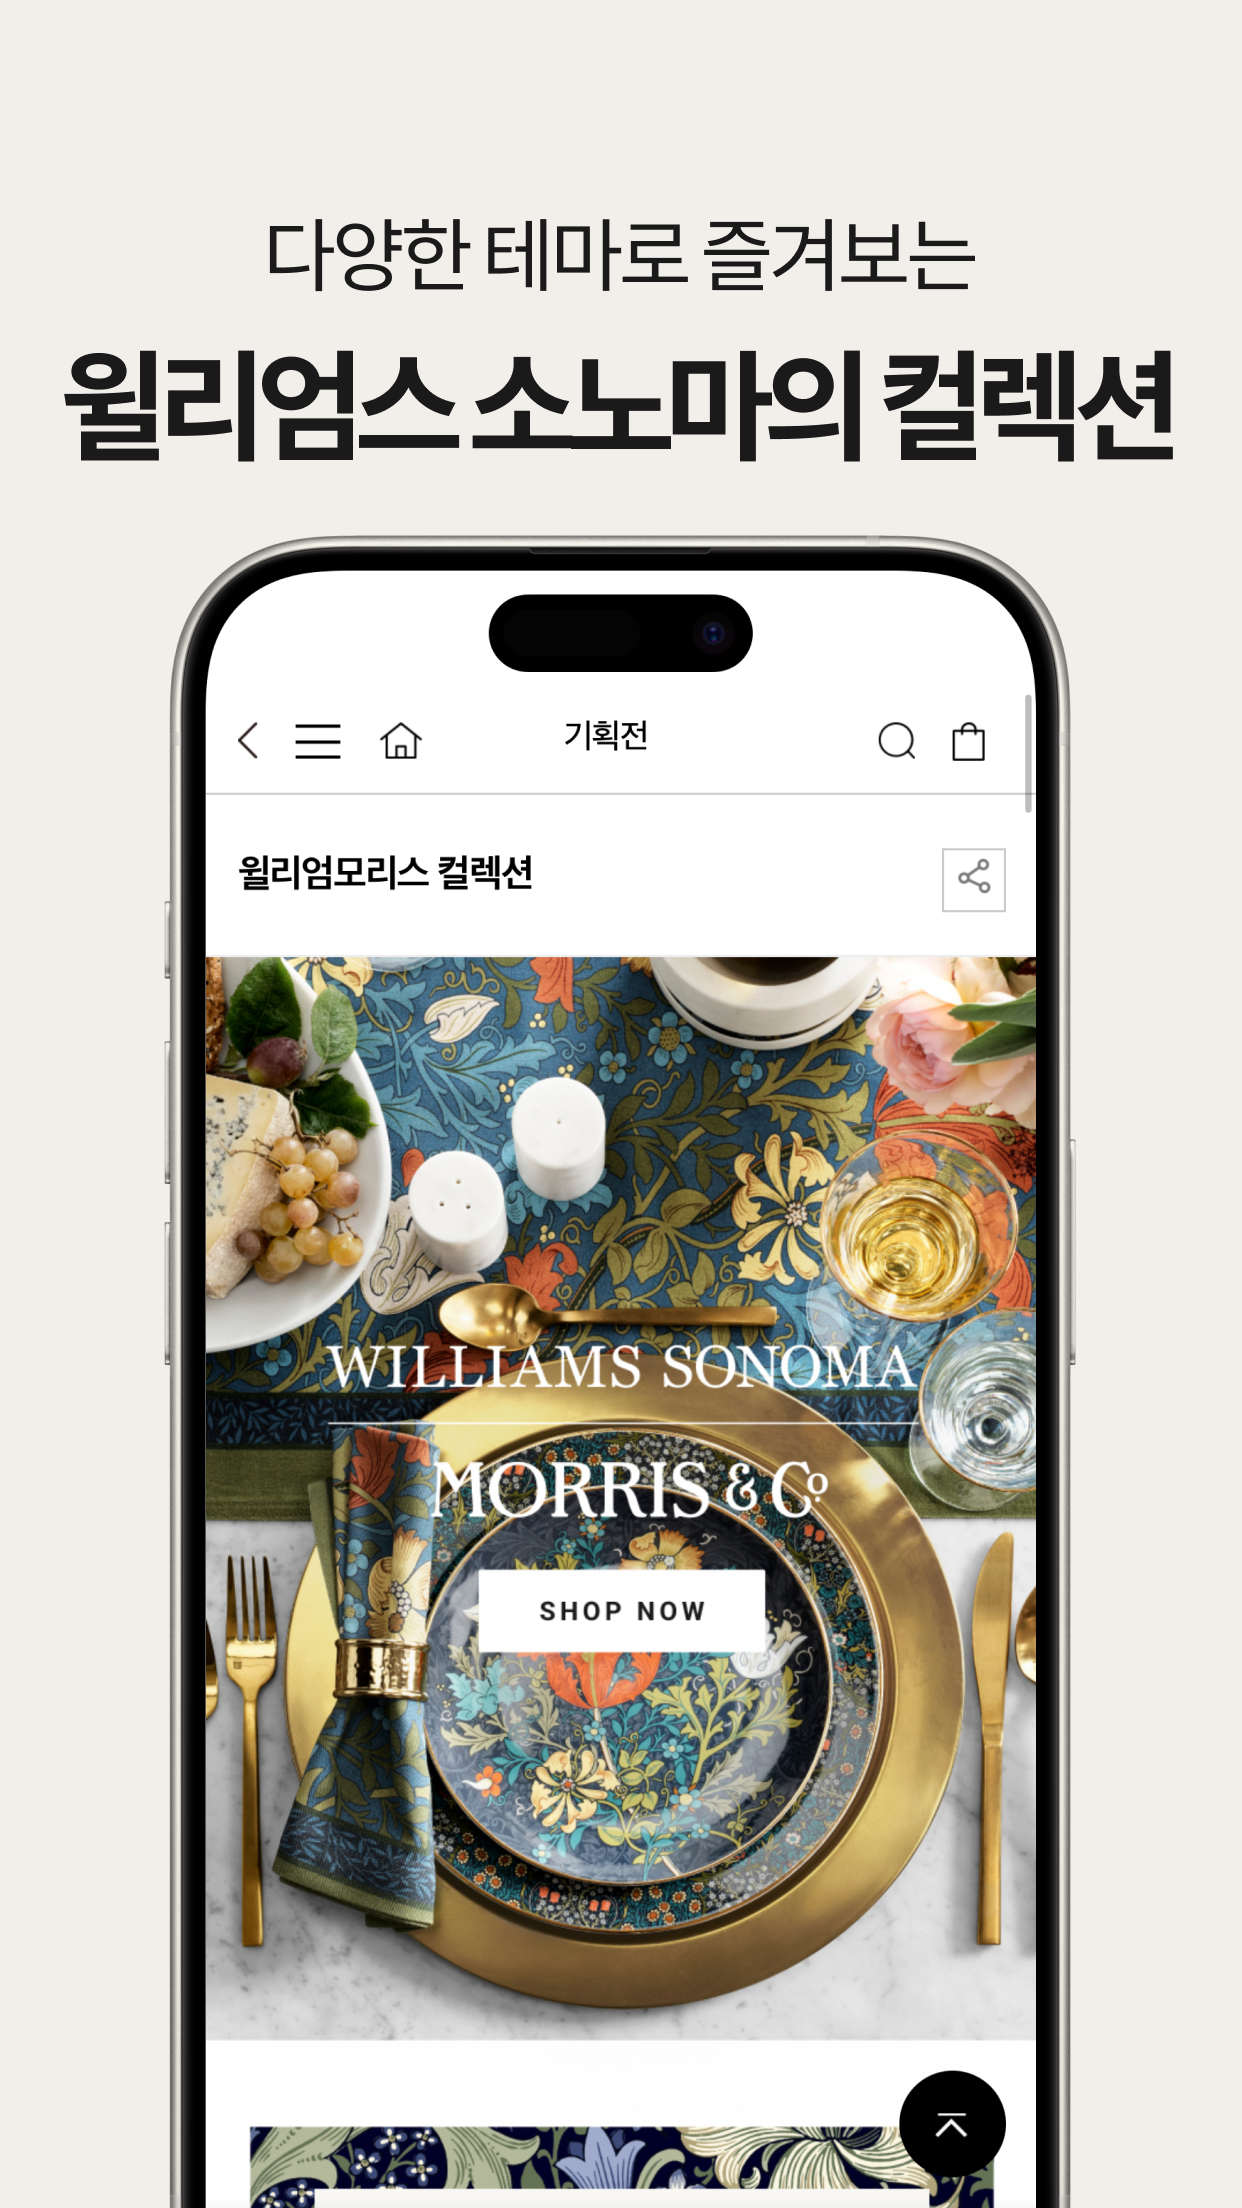 다양한 테마로 즐겨보는
윌리엄스 소노마의 컬렉션
기획전
윌리엄모리스 컬렉션
WILLIAMS SONOMA
MORRIS & Co
SHOP NOW